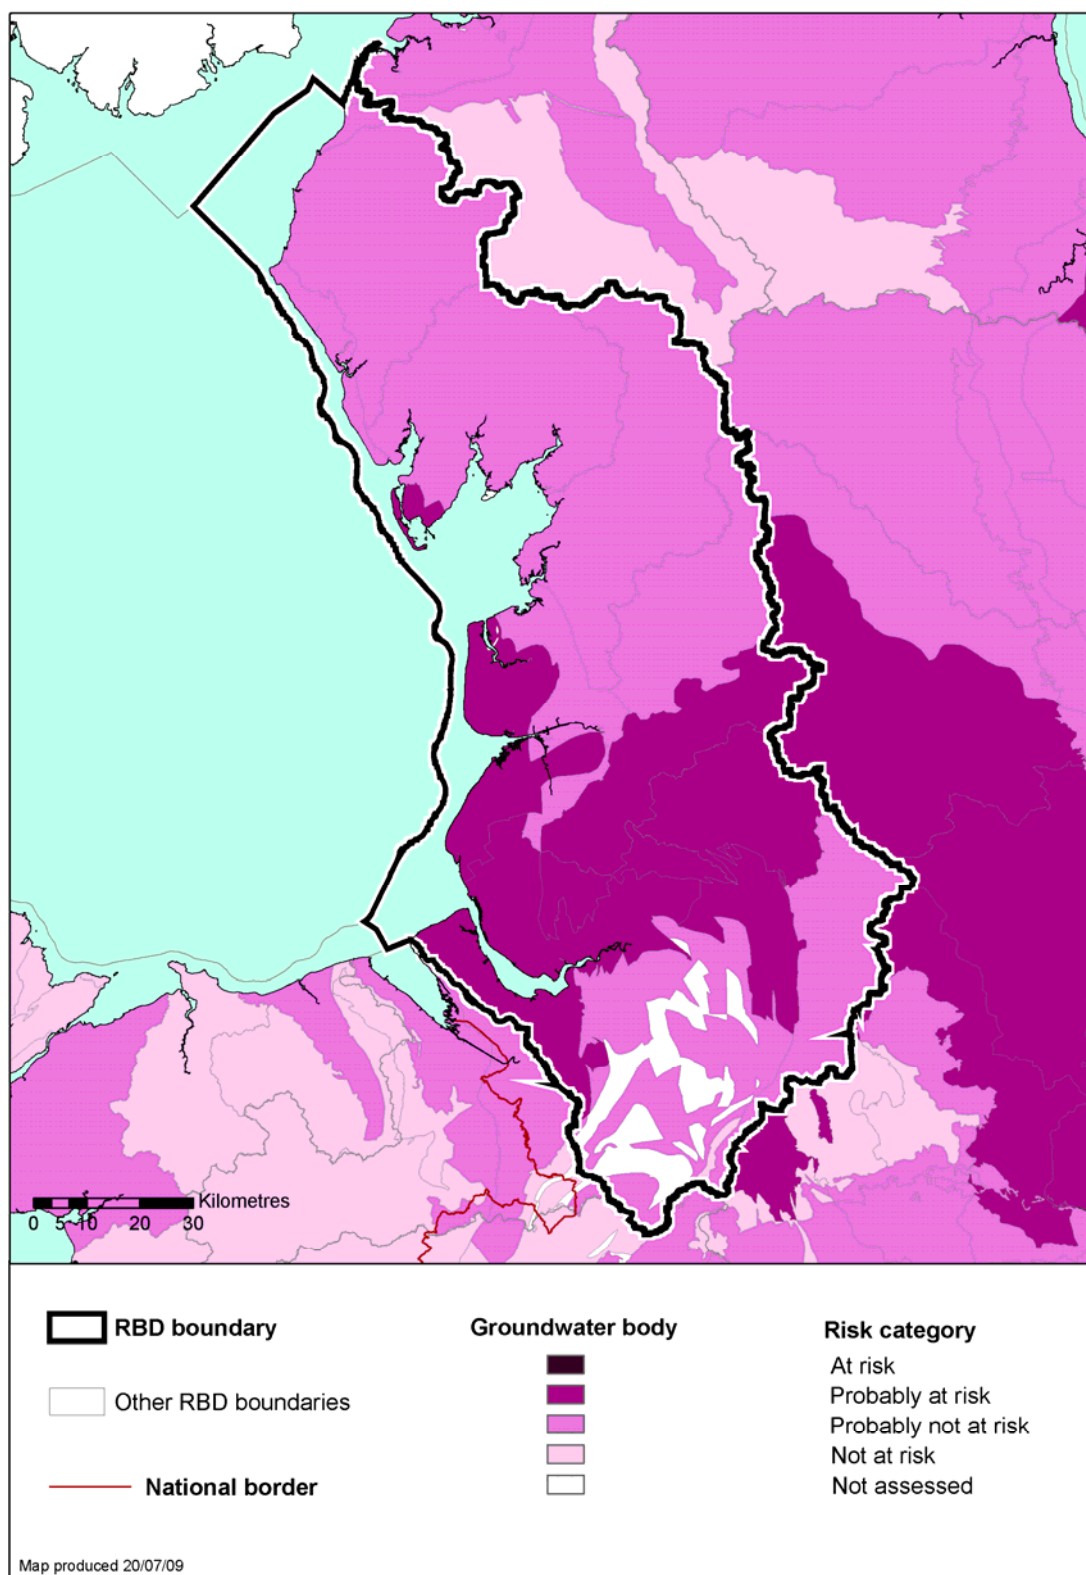 Kilometres
0 5 10 20 30
RBD boundary
Other RBD boundaries
National border
Groundwater body
Risk category
At risk
Probably at risk
Probably not at risk
Not at risk
Not assessed
Map produced 20/07/09